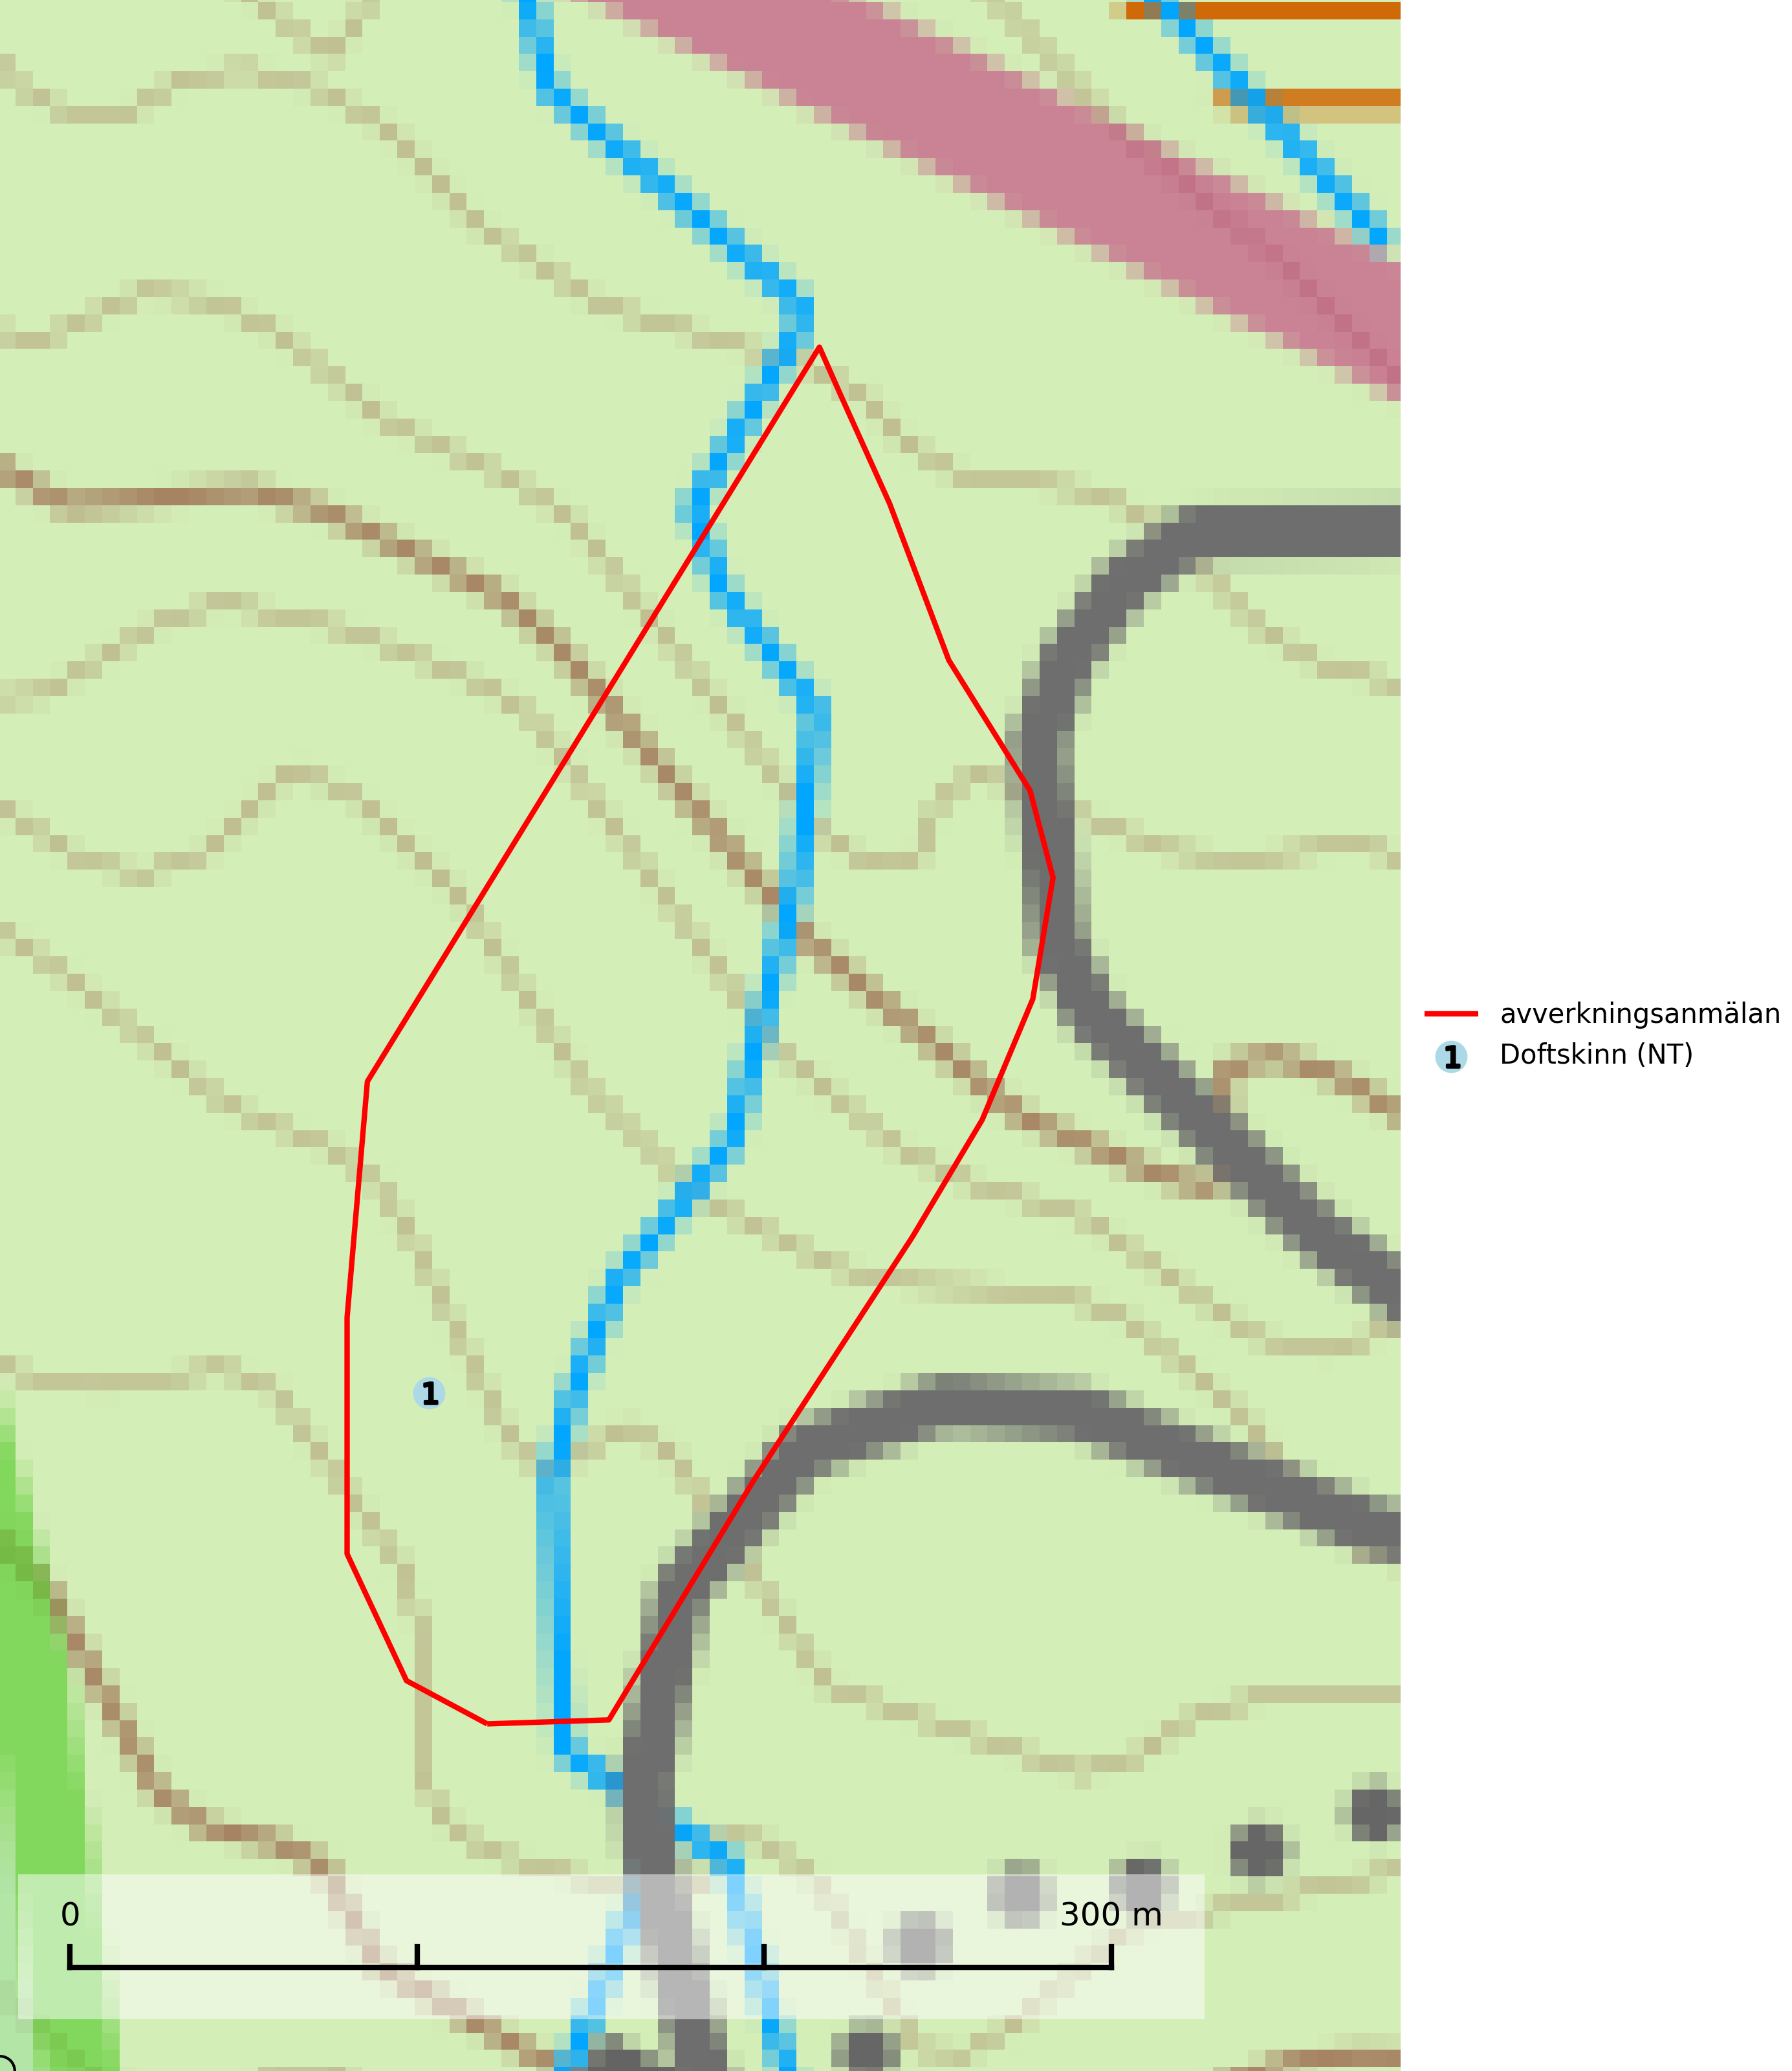 avverkningsanmälan
1 Doftskinn (NT)
1
0 300 m